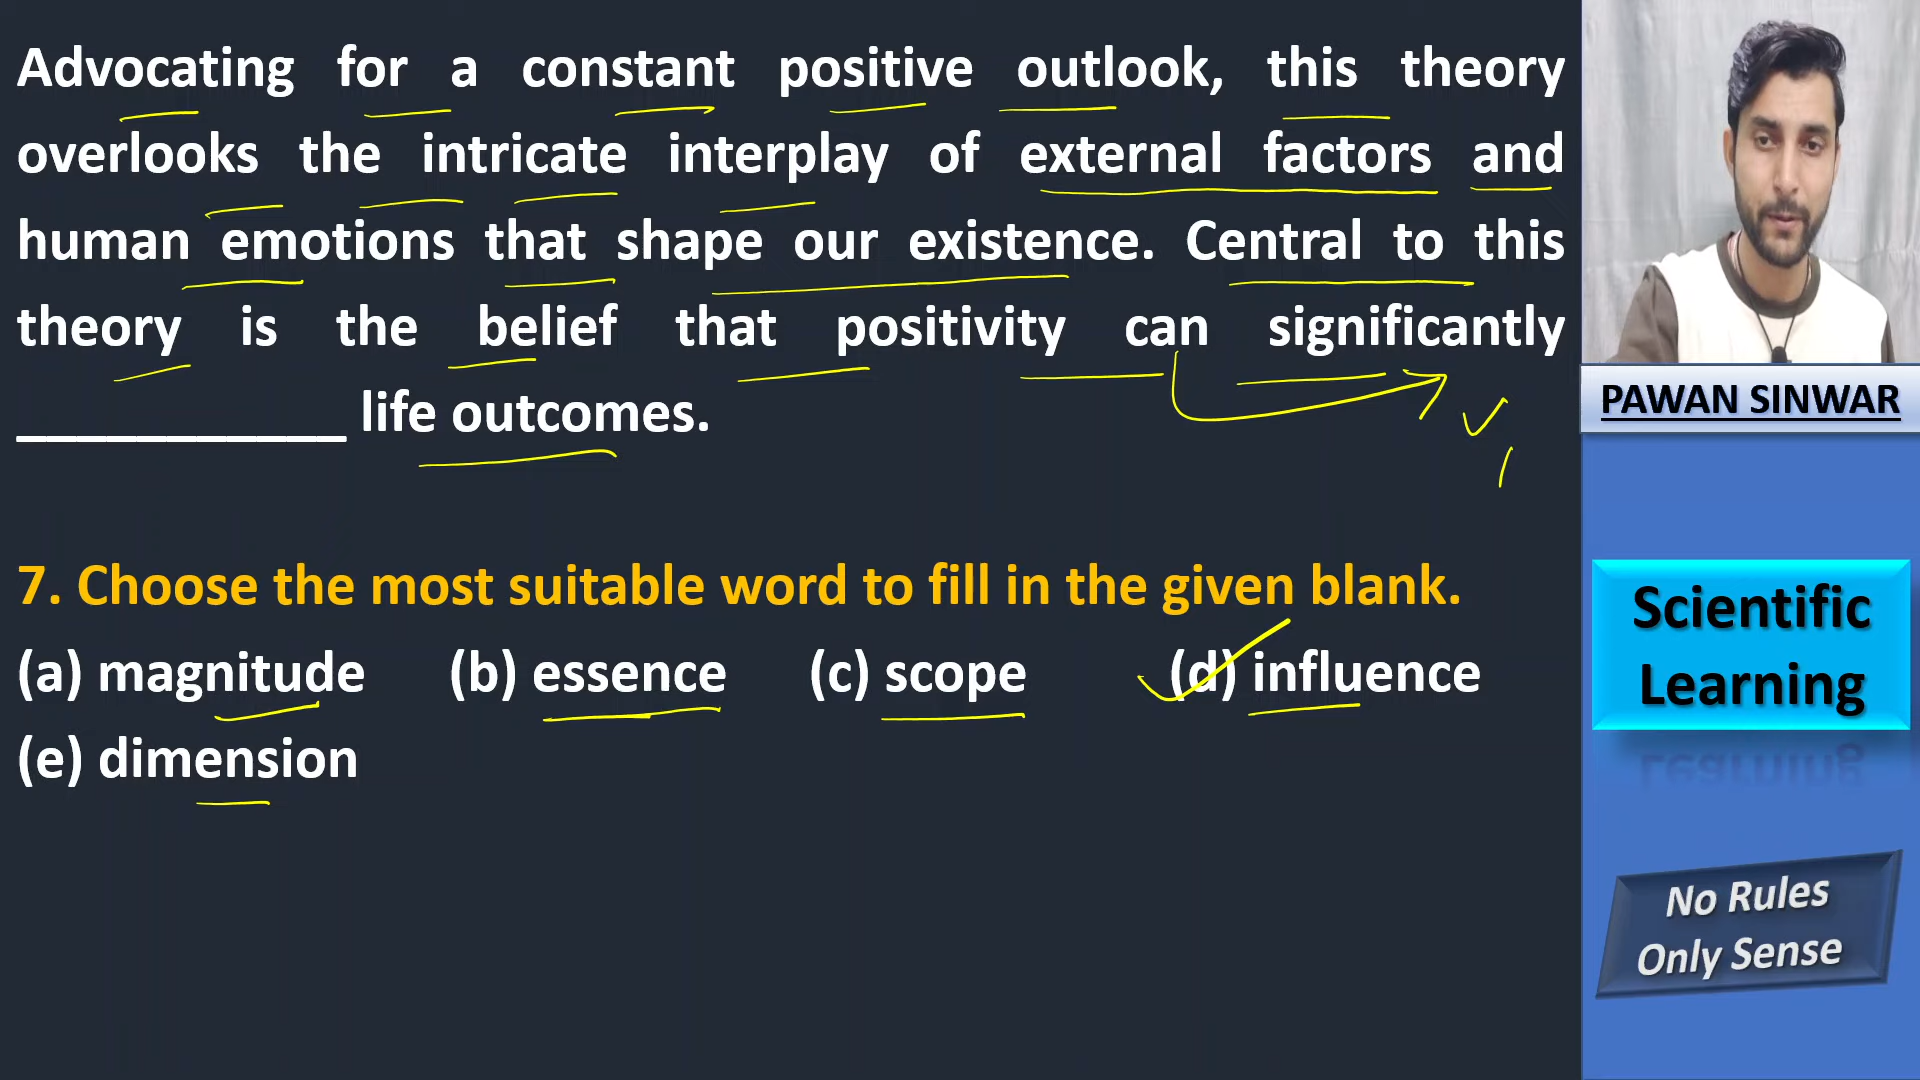 Advocating for a constant positive outlook, this theory
overlooks the intricate interplay of external factors and
human emotions that shape our existence. Central to this
theory is the belief that positivity can significantly
___________ life outcomes.
7. Choose the most suitable word to fill in the given blank.
(a) magnitude (b) essence (c) scope (d) influence
(e) dimension
PAWAN SINWAR
Scientific
Learning
No Rules
Only Sense